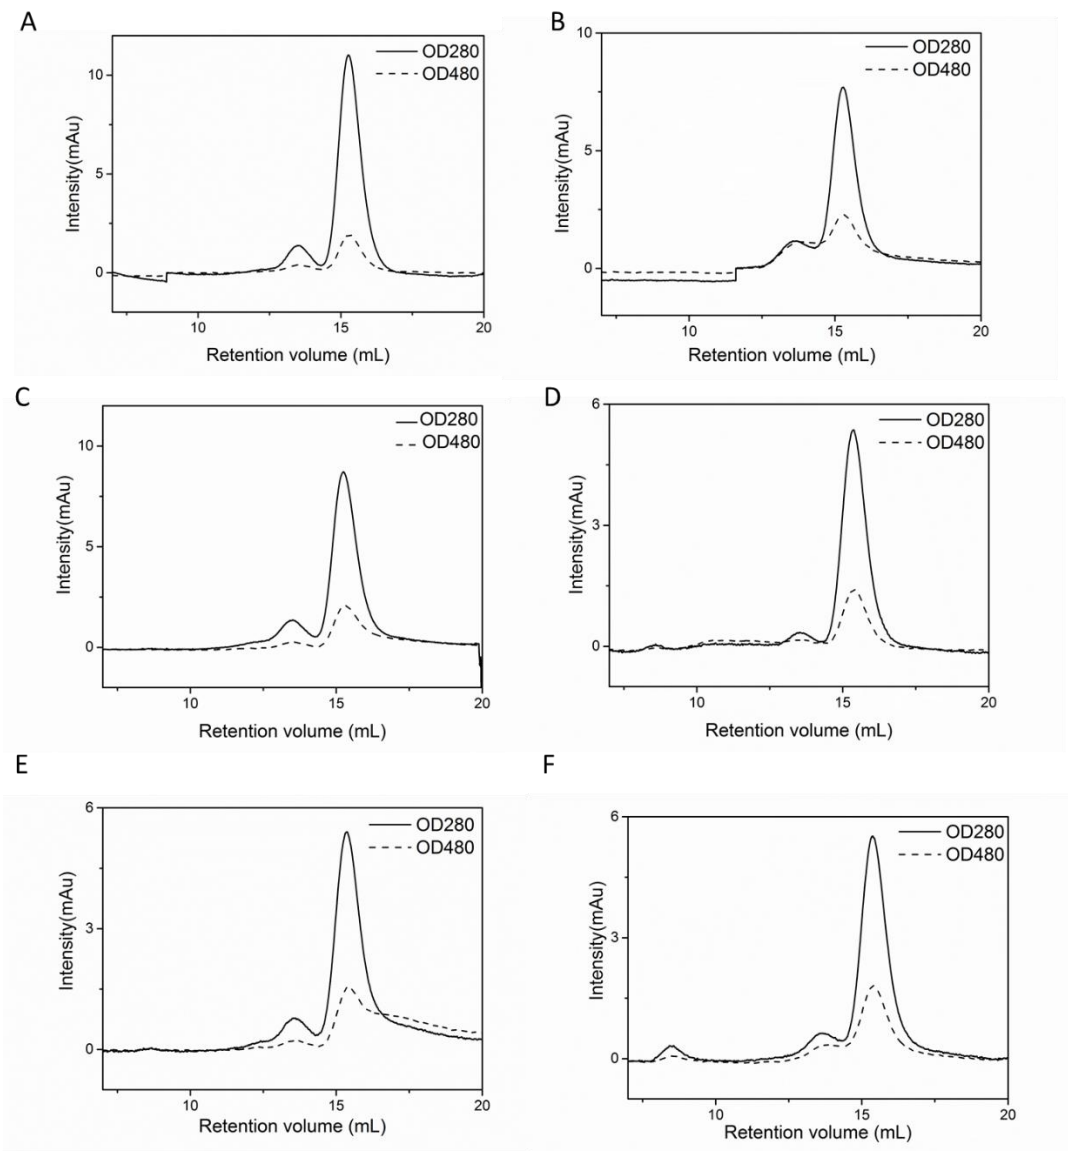 A
OD280
OD480
10
5
0
10
15
20
Intensity(mAu)
Retention volume (mL)
B
OD280
OD480
10
5
0
10
15
20
Intensity(mAu)
Retention volume (mL)
C
OD280
OD480
10
5
0
10
15
20
Intensity(mAu)
Retention volume (mL)
D
OD280
OD480
6
3
0
10
15
20
Intensity(mAu)
Retention volume (mL)
E
OD280
OD480
6
3
0
10
15
20
Intensity(mAu)
Retention volume (mL)
F
OD280
OD480
6
3
0
10
15
20
Intensity(mAu)
Retention volume (mL)